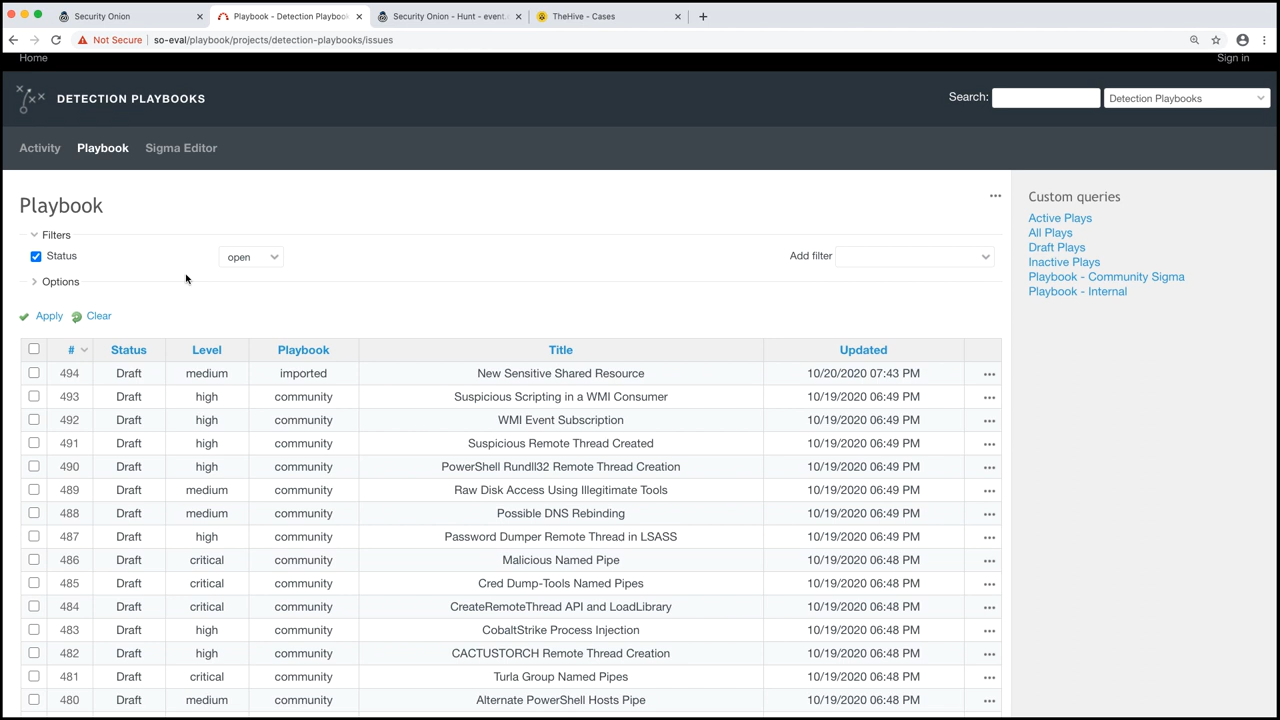 Security Onion
Playbook - Detection Playbook
Security Onion - Hunt - event.
TheHive - Cases
Not Secure
so-eval/playbook/projects/detection-playbooks/issues
Home
Sign in
DETECTION PLAYBOOKS
Search:
Detection Playbooks
Activity
Playbook
Sigma Editor
Playbook
Filters
Status
open
Add filter
Options
Apply
Clear
# Status Level Playbook Title Updated
494 Draft medium imported New Sensitive Shared Resource 10/20/2020 07:43 PM
493 Draft high community Suspicious Scripting in a WMI Consumer 10/19/2020 06:49 PM
492 Draft high community WMI Event Subscription 10/19/2020 06:49 PM
491 Draft high community Suspicious Remote Thread Created 10/19/2020 06:49 PM
490 Draft high community PowerShell Rundll32 Remote Thread Creation 10/19/2020 06:49 PM
489 Draft medium community Raw Disk Access Using Illegitimate Tools 10/19/2020 06:49 PM
488 Draft medium community Possible DNS Rebinding 10/19/2020 06:49 PM
487 Draft high community Password Dumper Remote Thread in LSASS 10/19/2020 06:49 PM
486 Draft critical community Malicious Named Pipe 10/19/2020 06:48 PM
485 Draft critical community Cred Dump-Tools Named Pipes 10/19/2020 06:48 PM
484 Draft critical community CreateRemoteThread API and LoadLibrary 10/19/2020 06:48 PM
483 Draft high community CobaltStrike Process Injection 10/19/2020 06:48 PM
482 Draft high community CACTUSTORCH Remote Thread Creation 10/19/2020 06:48 PM
481 Draft critical community Turla Group Named Pipes 10/19/2020 06:48 PM
480 Draft medium community Alternate PowerShell Hosts Pipe 10/19/2020 06:48 PM
Custom queries
Active Plays
All Plays
Draft Plays
Inactive Plays
Playbook - Community Sigma
Playbook - Internal